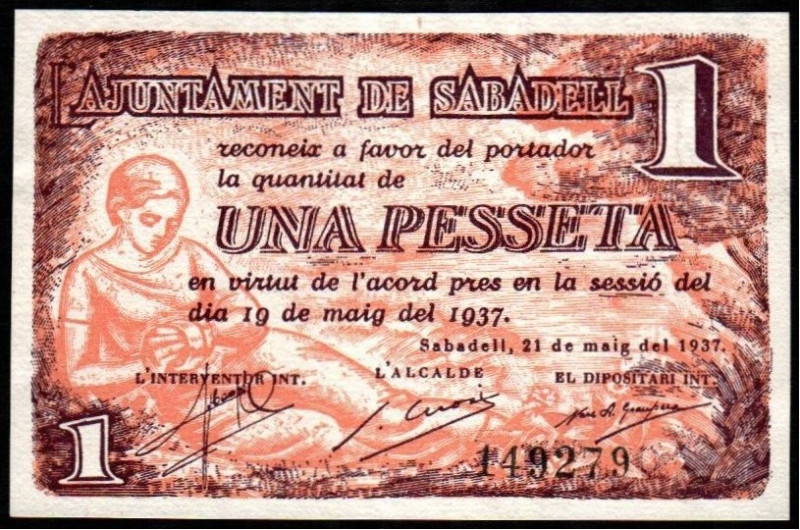 1
AJUNTAMENT DE SABADELL
reconeix a favor del portador
la quantitat de
UNA PESSETA
en virtut de l'acord pres en la sessió del
dia 19 de maig del 1937.
Sabadell, 21 de maig del 1937.
L'INTERVENTOR INT. L'ALCALDE EL DIPOSITARI INT.
1
149279